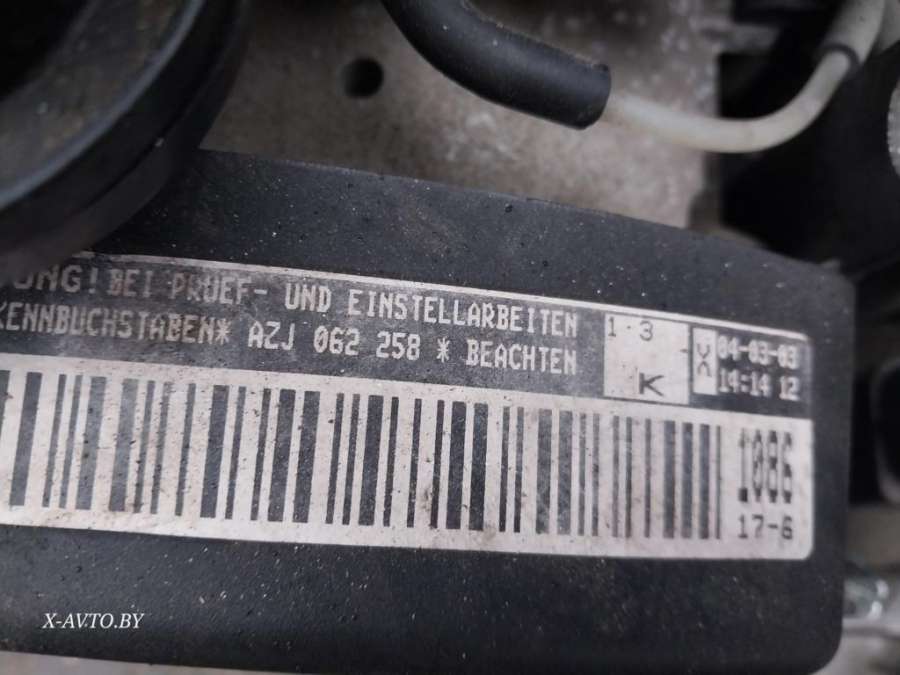 UNG! BEI PRUEF- UND EINSTELLARBEITEN
KENNBUCHSTABEN* AZJ 062 258 * BEACHTEN
1-3
K
04-03-03
14:14 12
1086
17-6
X-AVTO.BY